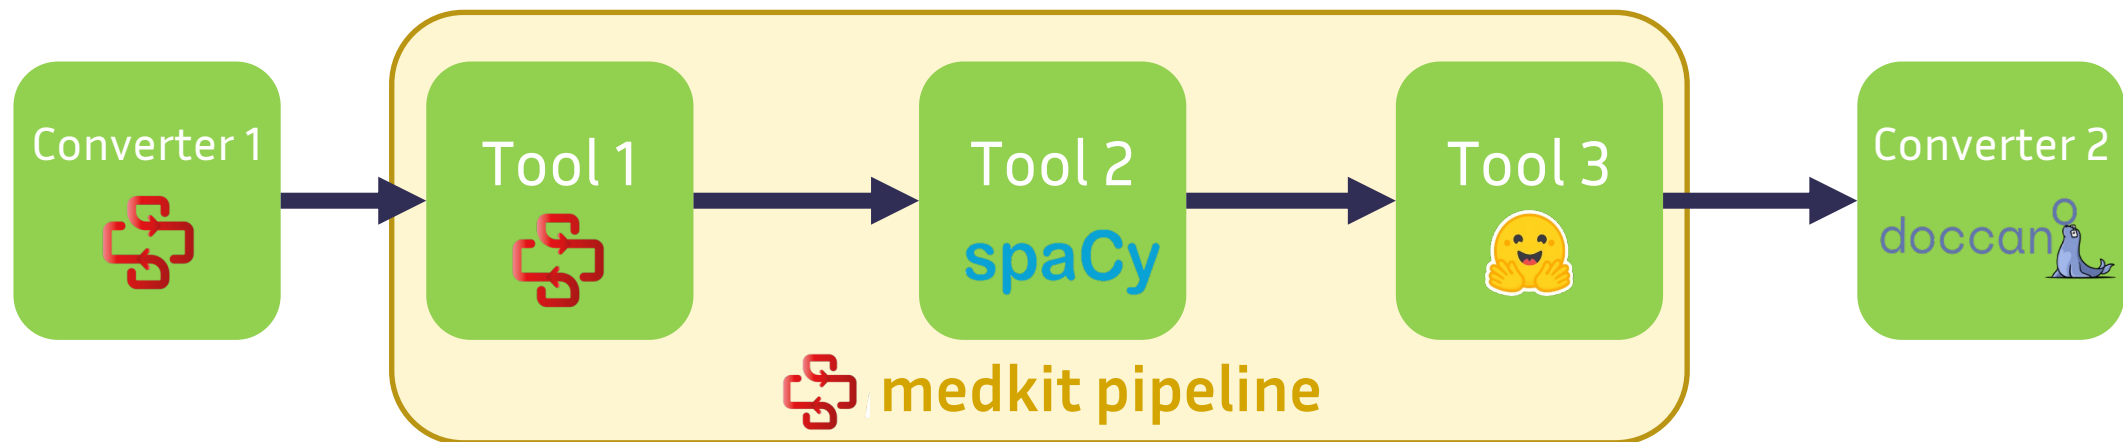 Converter 1
Tool 1
Tool 2
spaCy
Tool 3
Converter 2
doccano
medkit pipeline